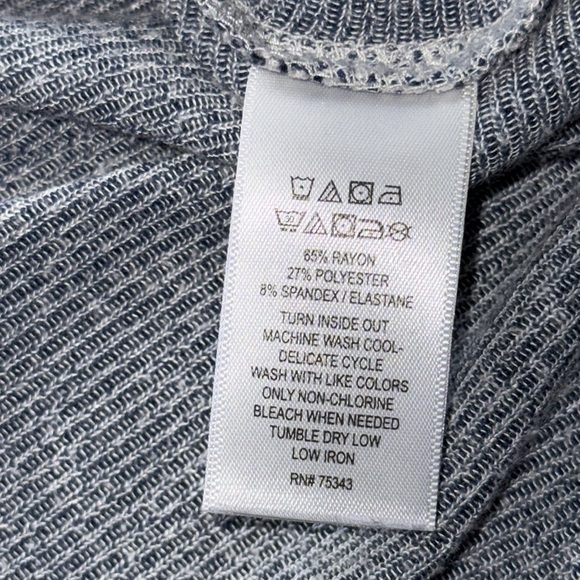 65% RAYON
27% POLYESTER
8% SPANDEX / ELASTANE
TURN INSIDE OUT
MACHINE WASH COOL-
DELICATE CYCLE
WASH WITH LIKE COLORS
ONLY NON-CHLORINE
BLEACH WHEN NEEDED
TUMBLE DRY LOW
LOW IRON
RN# 75343